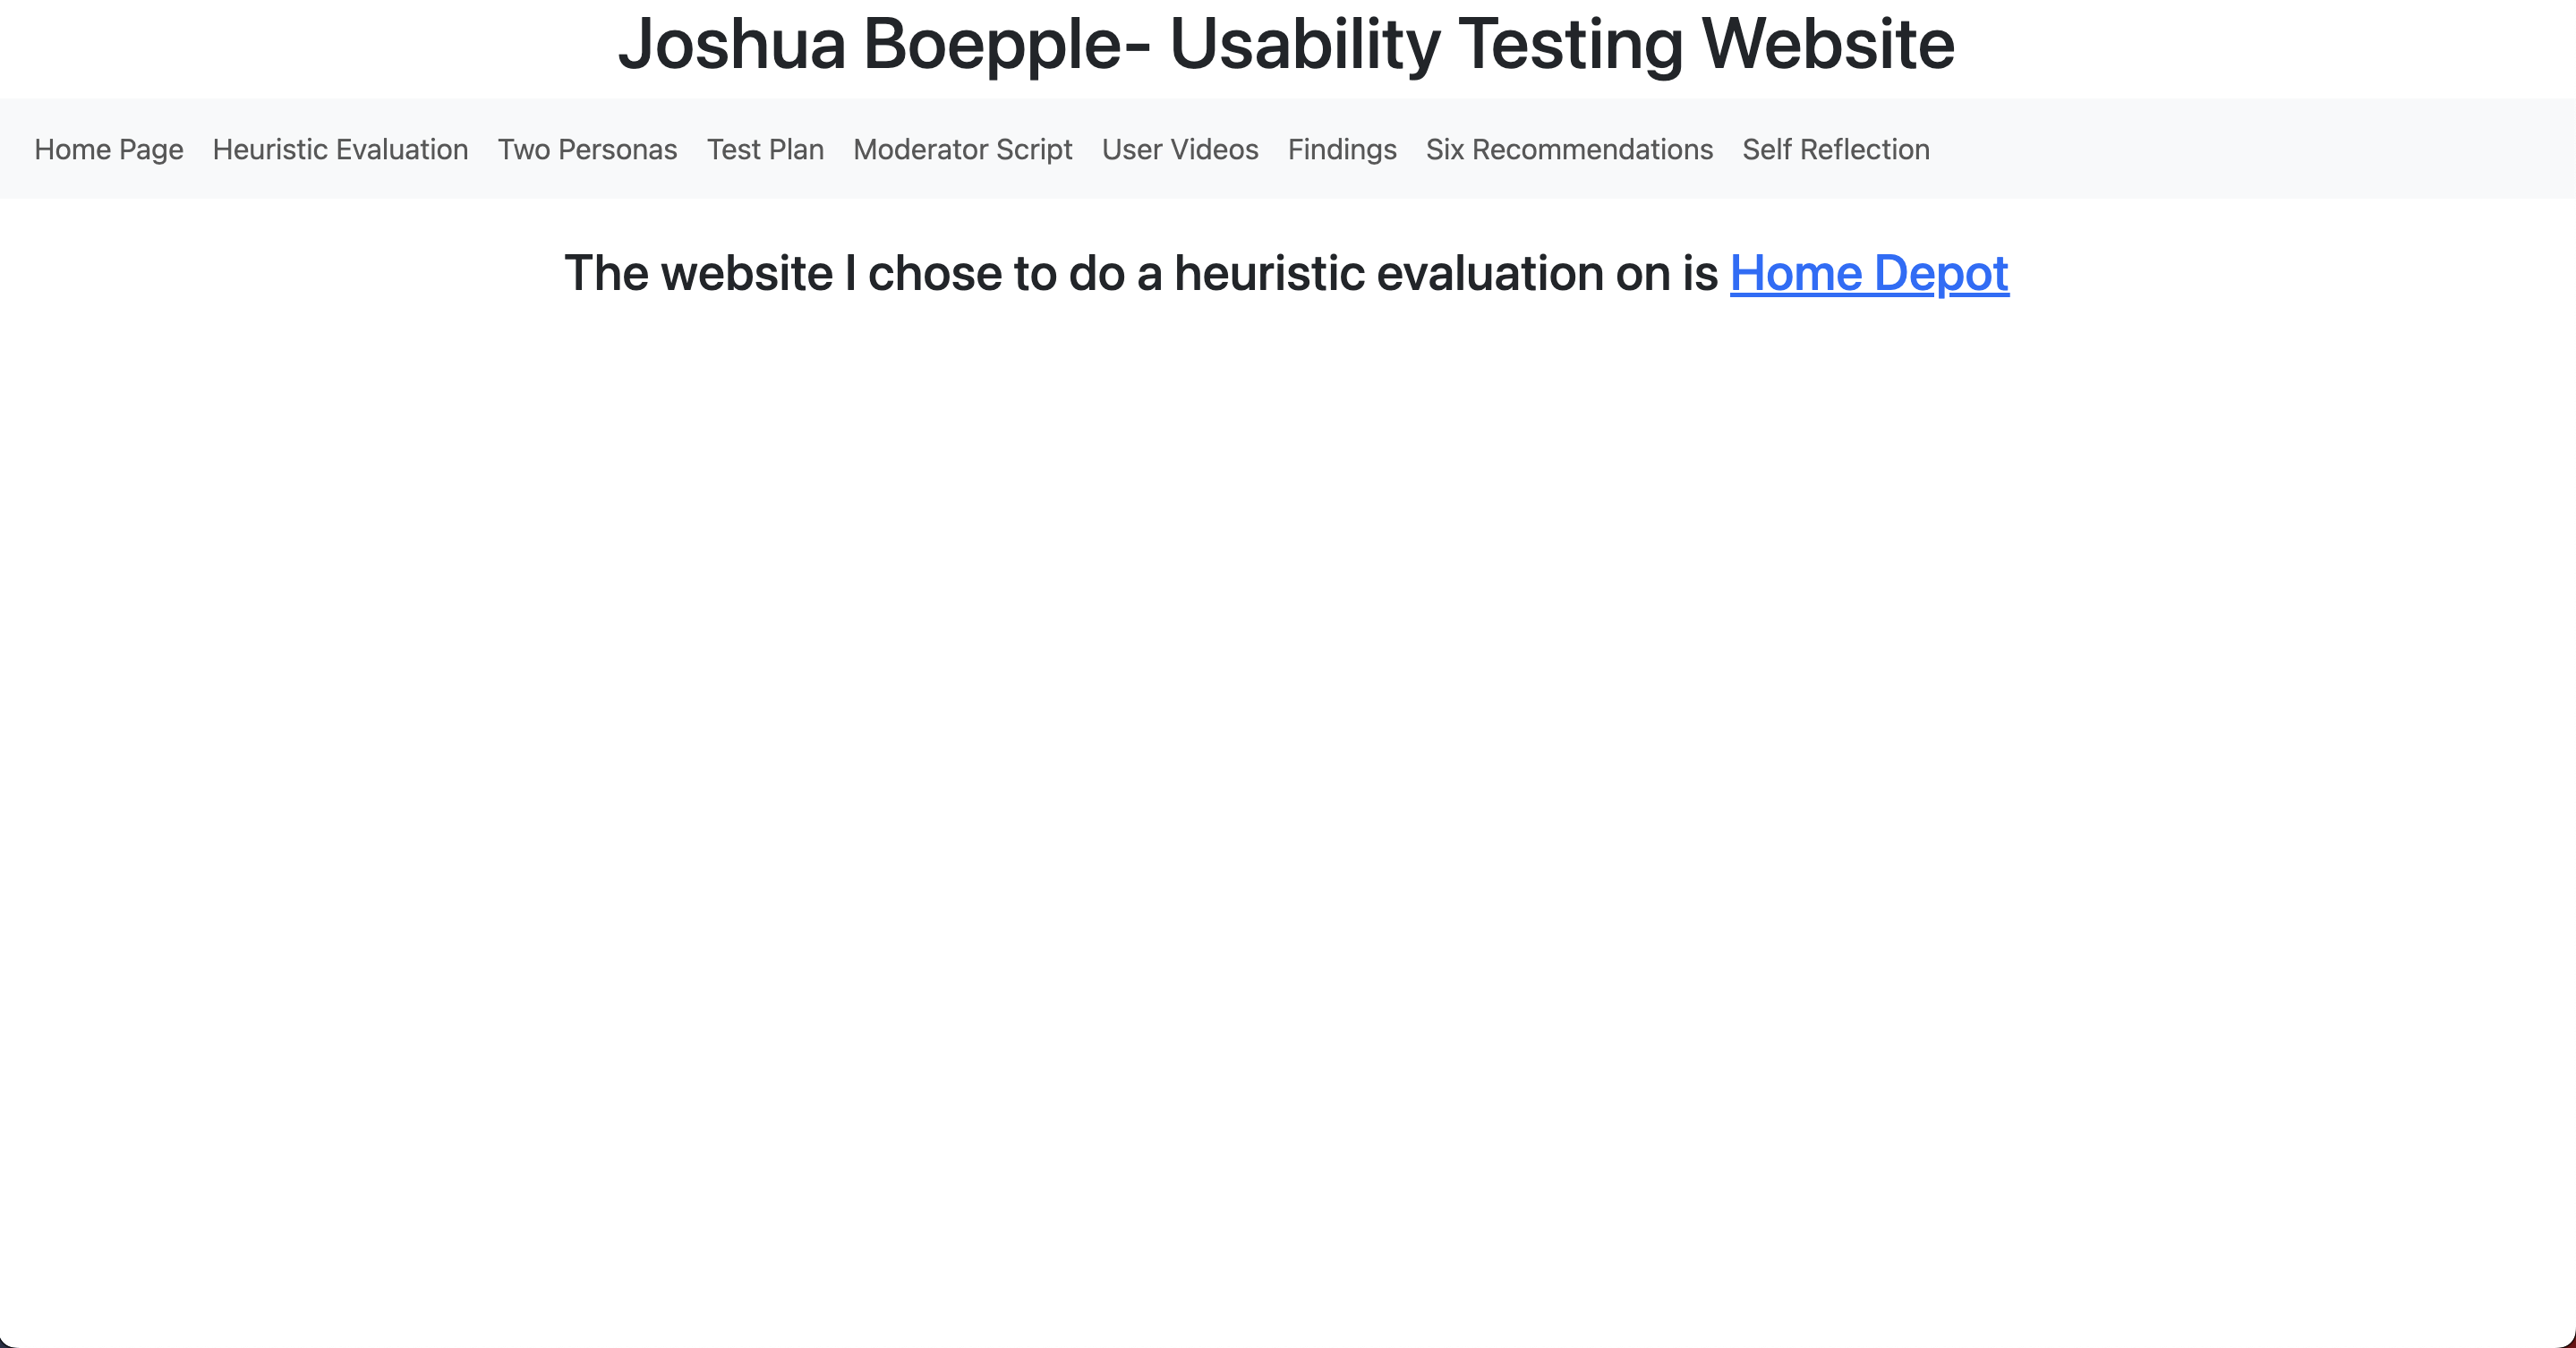 Joshua Boepple- Usability Testing Website
Home Page Heuristic Evaluation Two Personas Test Plan Moderator Script User Videos Findings Six Recommendations Self Reflection
The website I chose to do a heuristic evaluation on is Home Depot